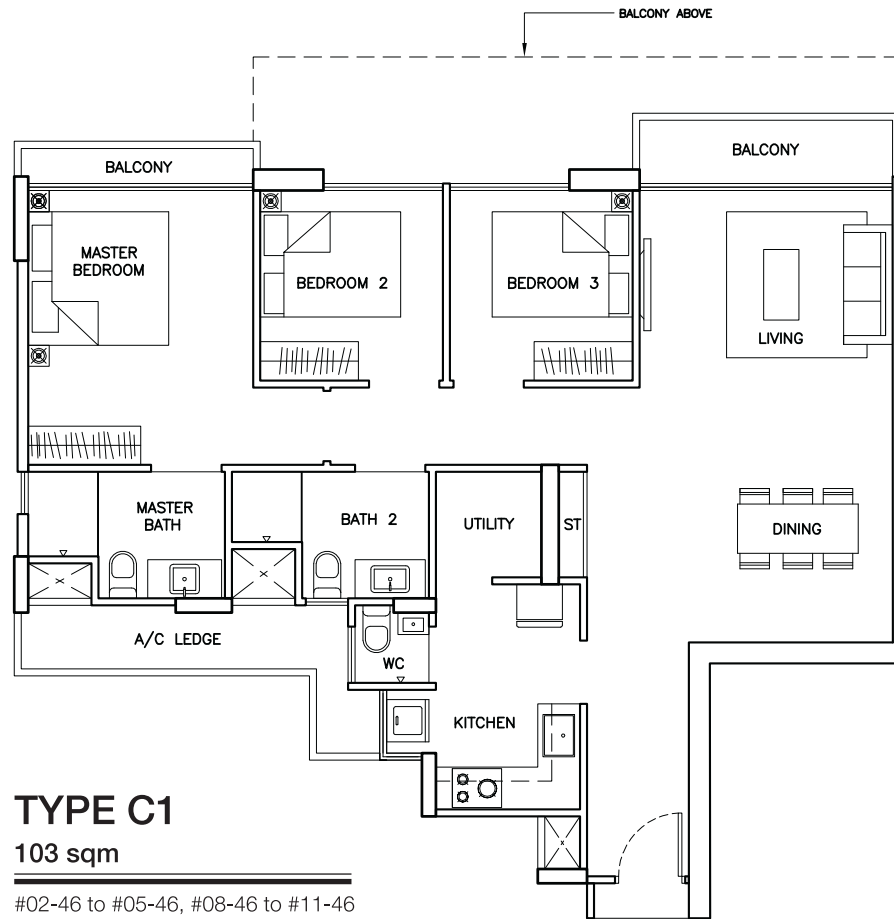 BALCONY ABOVE
BALCONY
BALCONY
MASTER
BEDROOM
BEDROOM 2
BEDROOM 3
LIVING
MASTER
BATH
BATH 2
UTILITY
ST
DINING
A/C LEDGE
WC
KITCHEN
TYPE C1
103 sqm
#02-46 to #05-46, #08-46 to #11-46